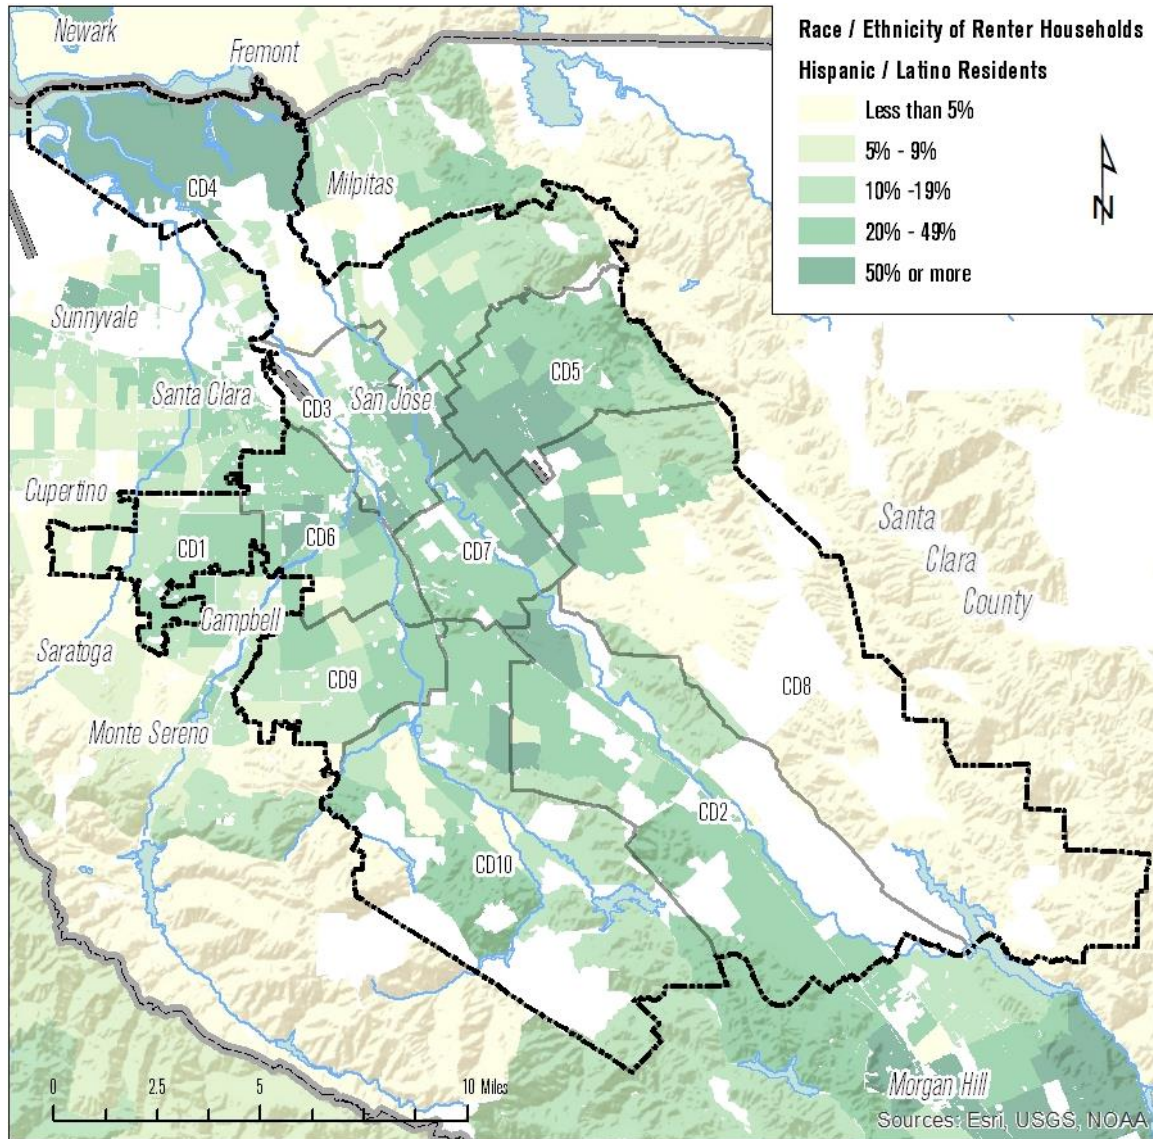 Race / Ethnicity of Renter Households
Hispanic / Latino Residents
Less than 5%
5% - 9%
10% -19%
20% - 49%
50% or more
N
Newark
Fremont
CD4
Milpitas
Sunnyvale
Santa Clara
CD3
San Jose
CD5
Cupertino
CD1
CD6
CD7
Santa
Clara
County
Campbell
Saratoga
CD9
CD8
Monte Sereno
CD2
CD10
0 2.5 5 10 Miles
Morgan Hill
Sources: Esri, USGS, NOAA